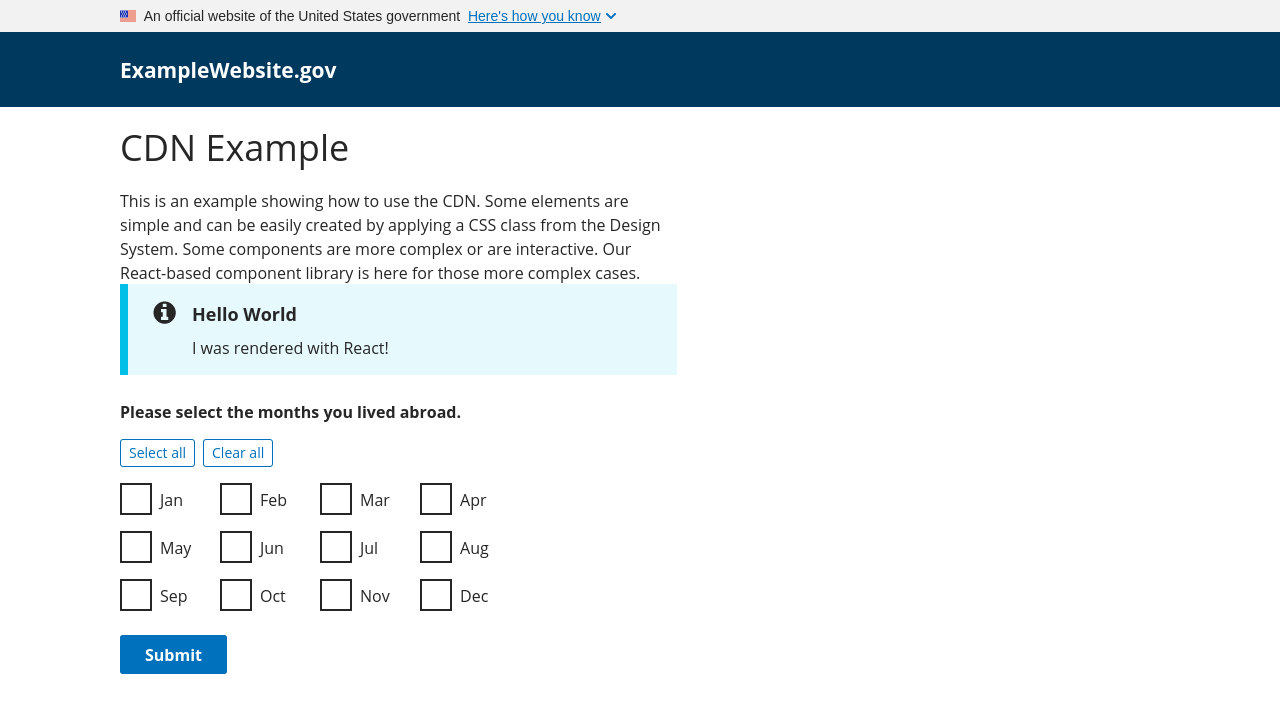 An official website of the United States government Here's how you know
ExampleWebsite.gov
CDN Example
This is an example showing how to use the CDN. Some elements are
simple and can be easily created by applying a CSS class from the Design
System. Some components are more complex or are interactive. Our
React-based component library is here for those more complex cases.
Hello World
I was rendered with React!
Please select the months you lived abroad.
Select all Clear all
Jan Feb Mar Apr
May Jun Jul Aug
Sep Oct Nov Dec
Submit